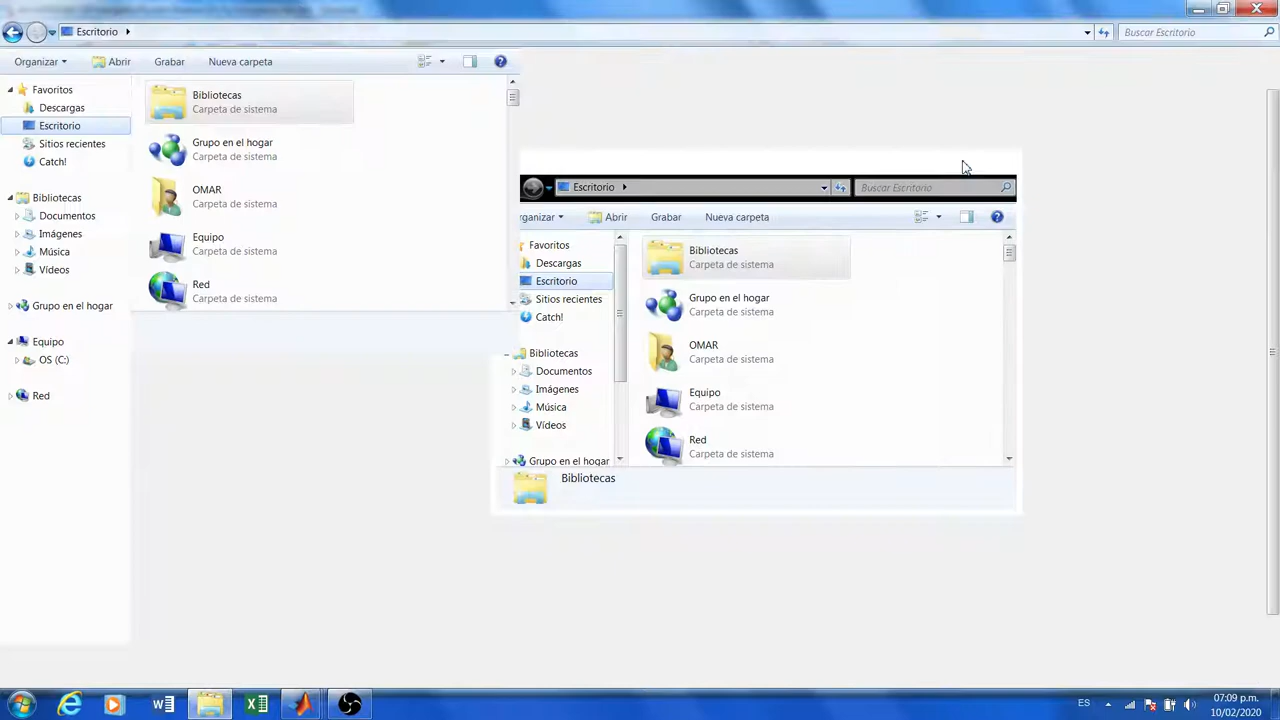 Escritorio
Buscar Escritorio
Organizar
Abrir
Grabar
Nueva carpeta
Favoritos
Descargas
Escritorio
Sitios recientes
Catch!
Bibliotecas
Documentos
Imágenes
Música
Vídeos
Grupo en el hogar
Equipo
OS (C:)
Red
Bibliotecas
Carpeta de sistema
Grupo en el hogar
Carpeta de sistema
OMAR
Carpeta de sistema
Equipo
Carpeta de sistema
Red
Carpeta de sistema
Escritorio
Buscar Escritorio
rganizar
Abrir
Grabar
Nueva carpeta
Favoritos
Descargas
Escritorio
Sitios recientes
Catch!
Bibliotecas
Documentos
Imágenes
Música
Vídeos
Grupo en el hogar
Bibliotecas
Carpeta de sistema
Grupo en el hogar
Carpeta de sistema
OMAR
Carpeta de sistema
Equipo
Carpeta de sistema
Red
Carpeta de sistema
Bibliotecas
ES
07:09 p.m.
10/02/2020